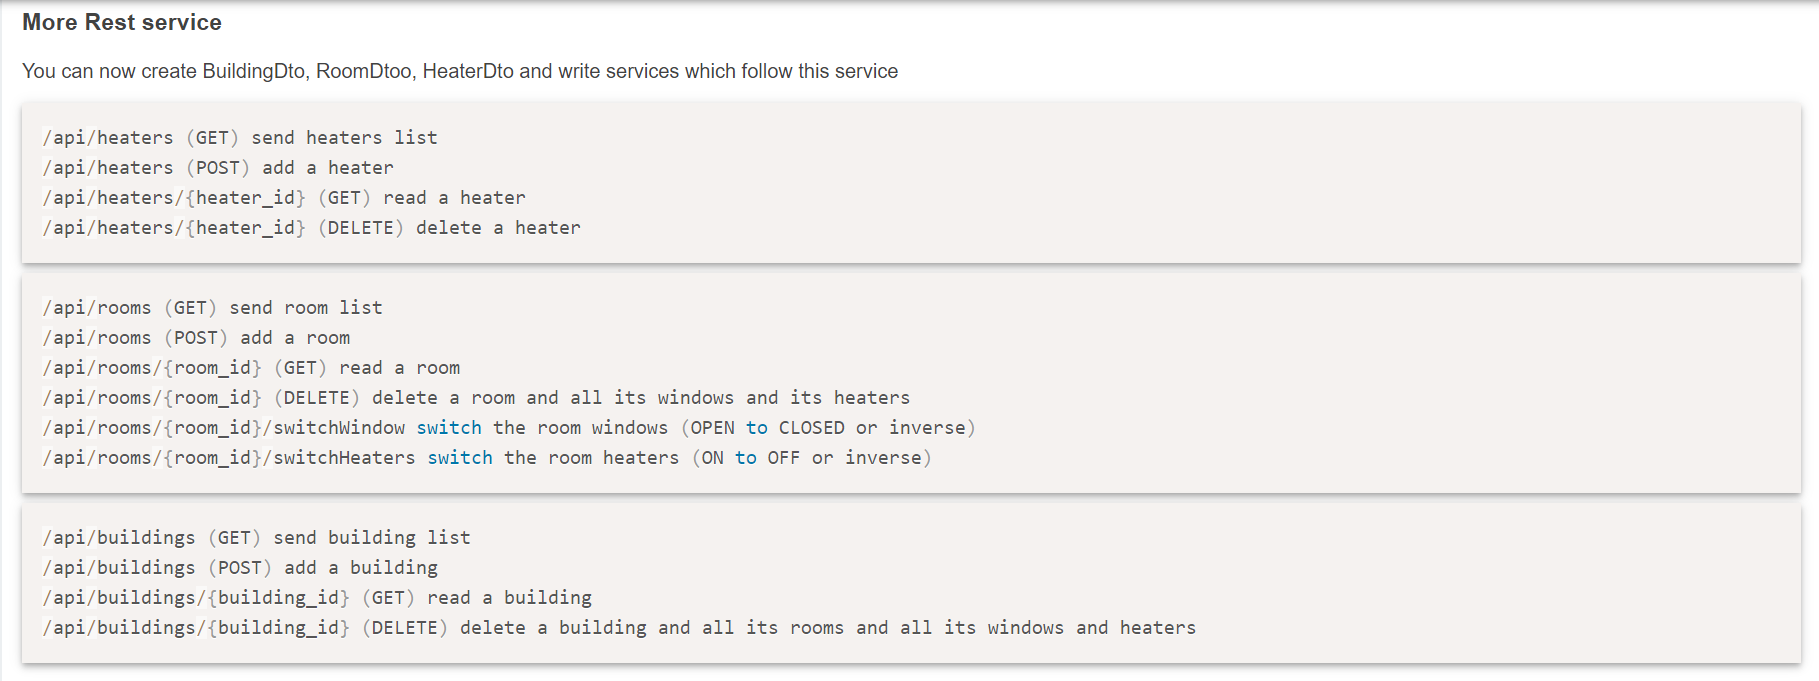 More Rest service
You can now create BuildingDto, RoomDtoo, HeaterDto and write services which follow this service
/api/heaters (GET) send heaters list
/api/heaters (POST) add a heater
/api/heaters/{heater_id} (GET) read a heater
/api/heaters/{heater_id} (DELETE) delete a heater
/api/rooms (GET) send room list
/api/rooms (POST) add a room
/api/rooms/{room_id} (GET) read a room
/api/rooms/{room_id} (DELETE) delete a room and all its windows and its heaters
/api/rooms/{room_id}/switchWindow switch the room windows (OPEN to CLOSED or inverse)
/api/rooms/{room_id}/switchHeaters switch the room heaters (ON to OFF or inverse)
/api/buildings (GET) send building list
/api/buildings (POST) add a building
/api/buildings/{building_id} (GET) read a building
/api/buildings/{building_id} (DELETE) delete a building and all its rooms and all its windows and heaters